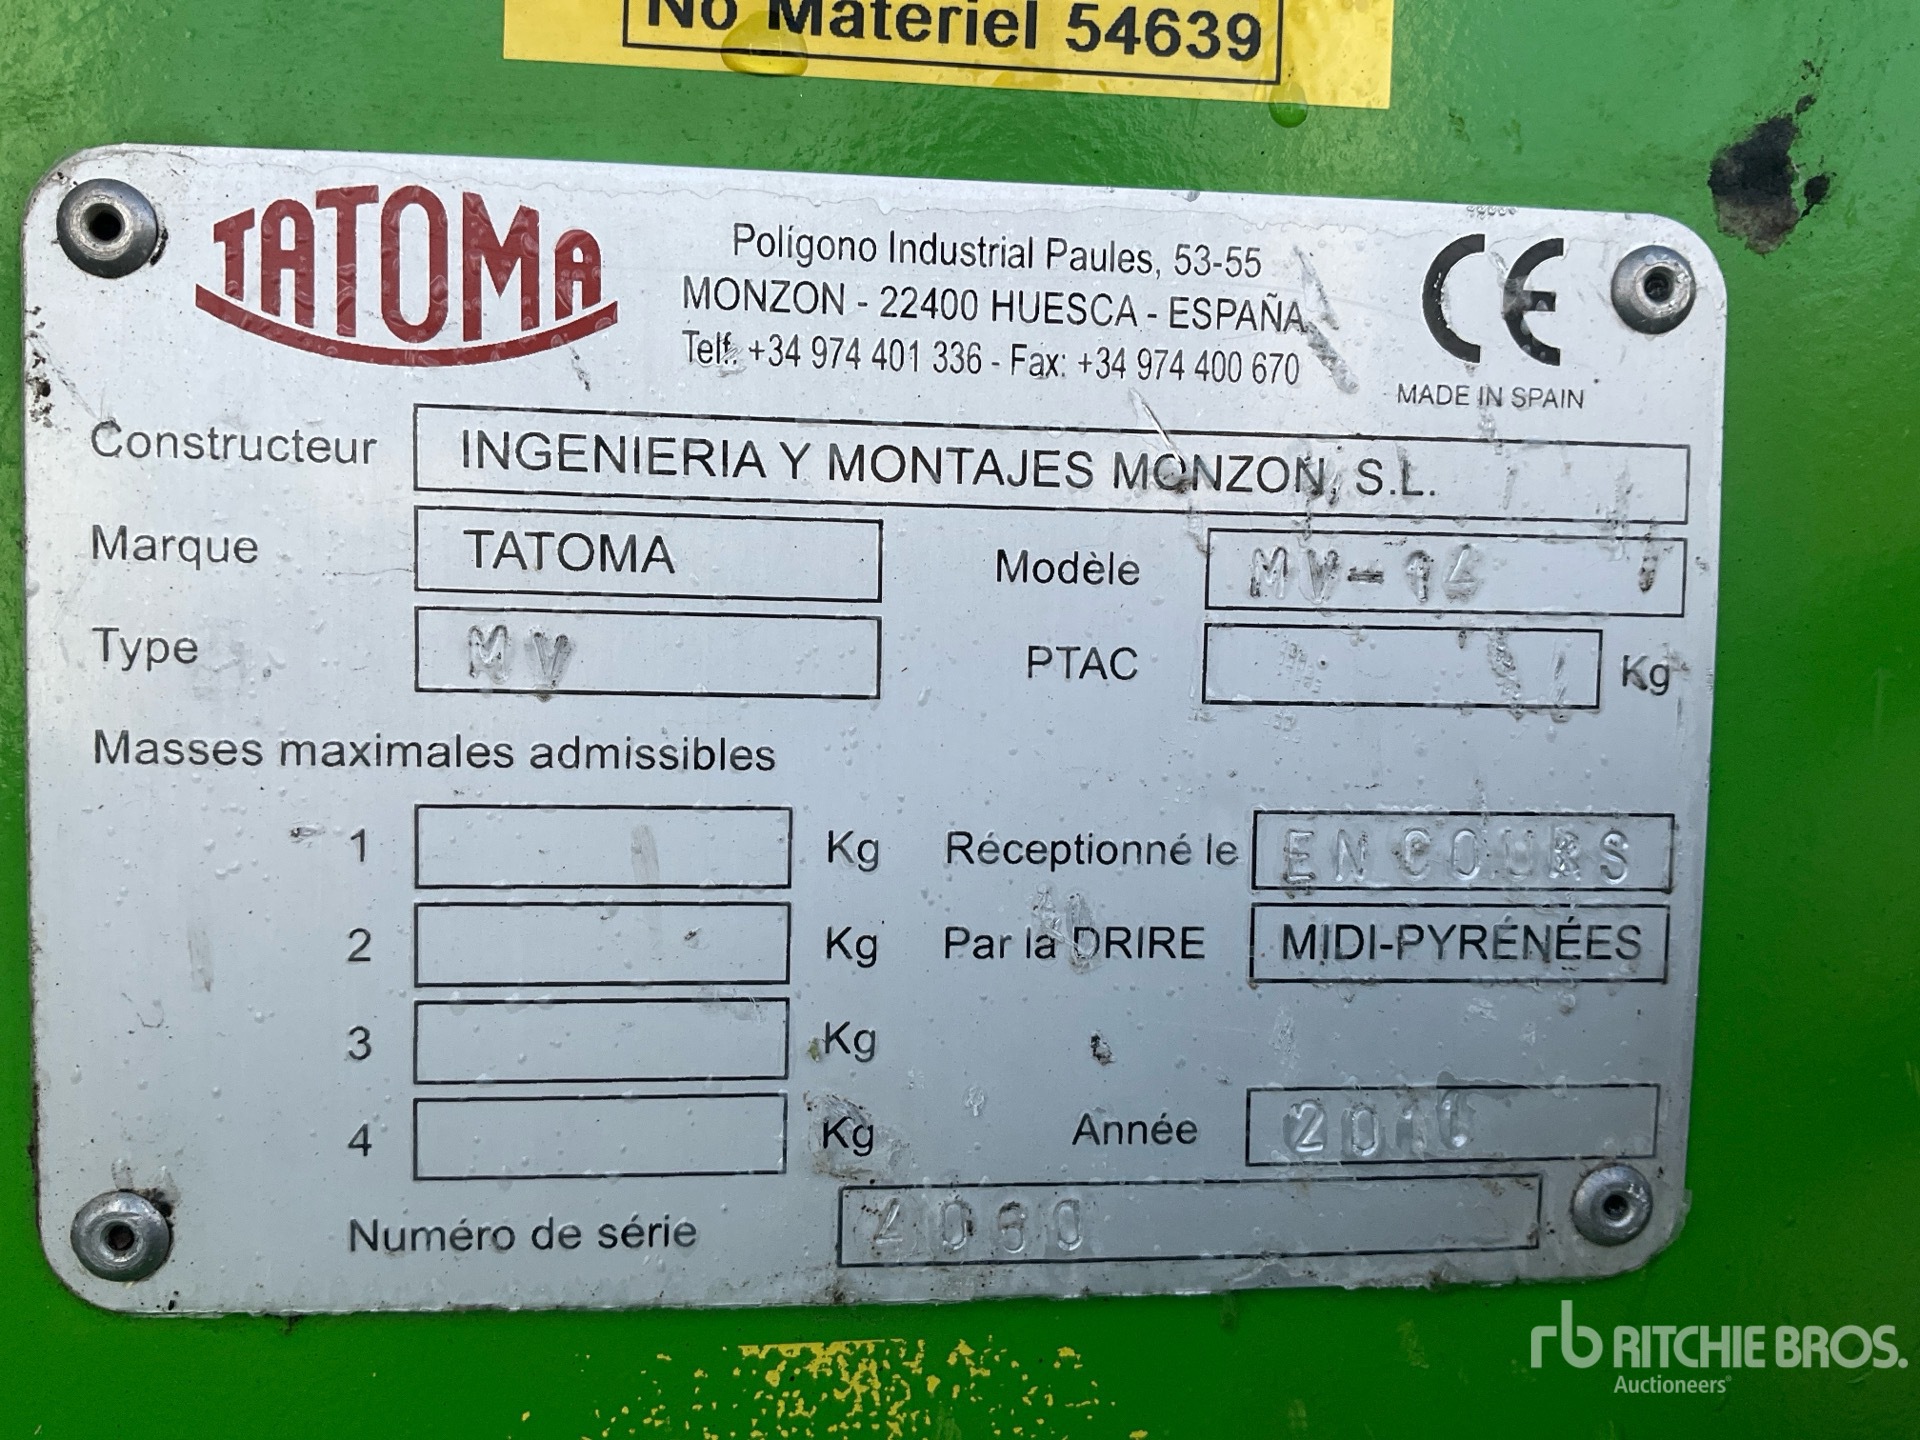 No Materiel 54639
TATOMA
Polígono Industrial Paules, 53-55
MONZON - 22400 HUESCA - ESPAÑA
Telf. +34 974 401 336 - Fax: +34 974 400 670
CE
MADE IN SPAIN
Constructeur INGENIERIA Y MONTAJES MONZON, S.L.
Marque TATOMA Modèle MV-14
Type MV PTAC Kg
Masses maximales admissibles
1 Kg Réceptionné le EN COURS
2 Kg Par la DRIRE MIDI-PYRÉNÉES
3 Kg
4 Kg Année 2011
Numéro de série 4060
rb RITCHIE BROS.
Auctioneers